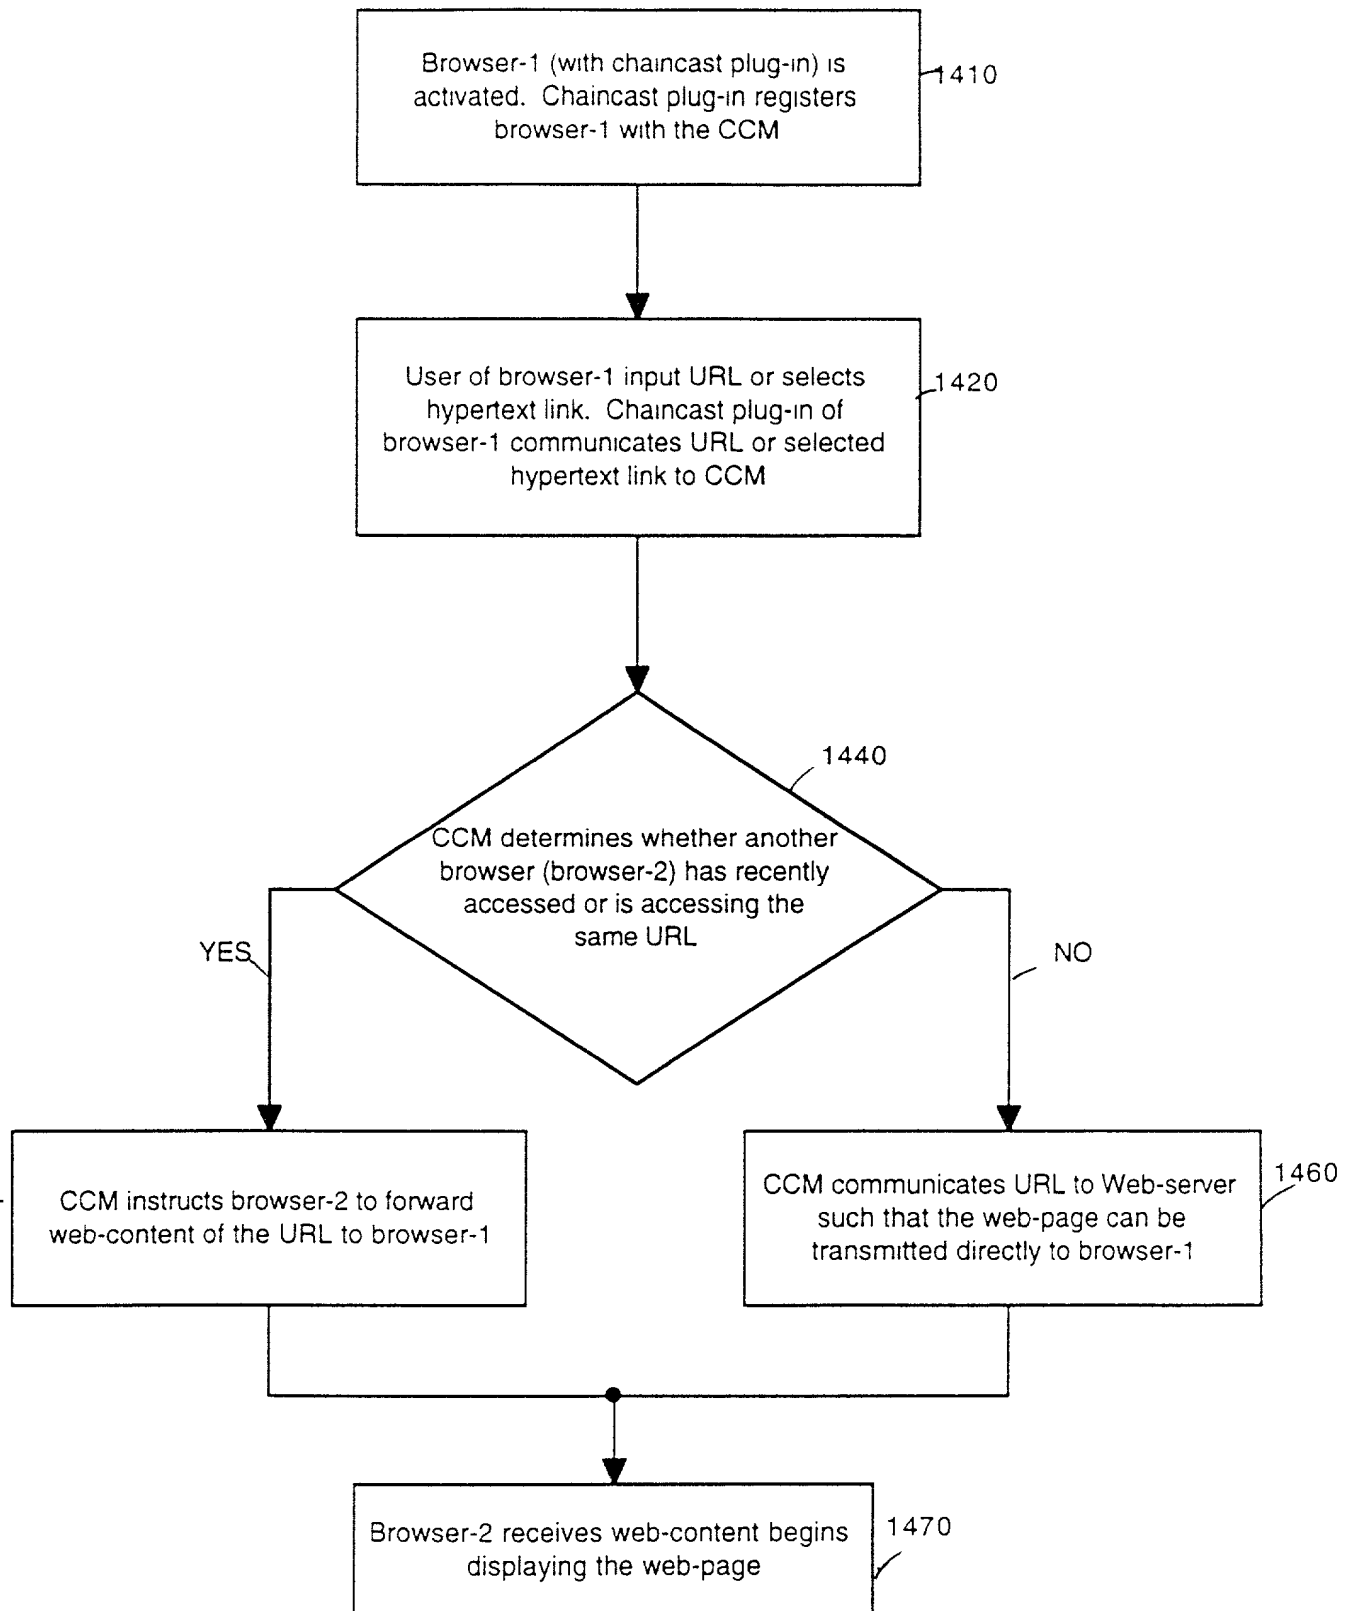 Browser-1 (with chaincast plug-in) is
activated. Chaincast plug-in registers
browser-1 with the CCM
1410
User of browser-1 input URL or selects
hypertext link. Chaincast plug-in of
browser-1 communicates URL or selected
hypertext link to CCM
1420
1440
CCM determines whether another
browser (browser-2) has recently
accessed or is accessing the
same URL
YES
NO
CCM instructs browser-2 to forward
web-content of the URL to browser-1
CCM communicates URL to Web-server
such that the web-page can be
transmitted directly to browser-1
1460
Browser-2 receives web-content begins
displaying the web-page
1470